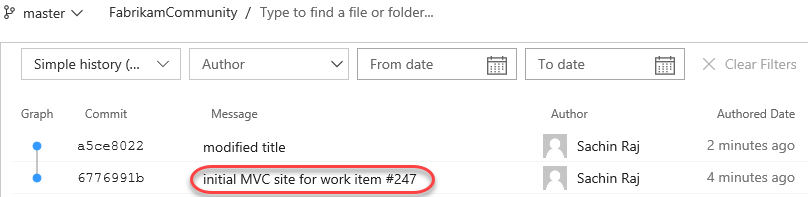 master FabrikamCommunity / Type to find a file or folder...
Simple history (... Author From date To date Clear Filters
Graph Commit Message Author Authored Date
a5ce8022 modified title Sachin Raj 2 minutes ago
6776991b initial MVC site for work item #247 Sachin Raj 4 minutes ago